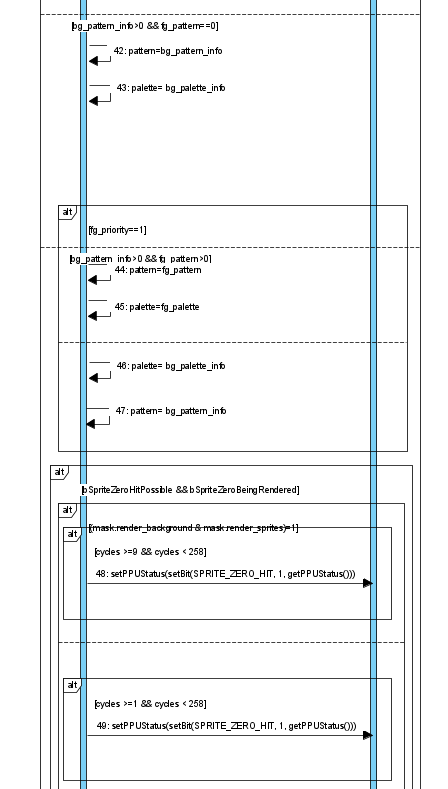 [bg_pattern_info>0 && fg_pattern==0]
42: pattern=bg_pattern_info
43: palette= bg_palette_info
alt
[fg_priority==1]
[bg_pattern_info>0 && fg_pattern>0]
44: pattern=fg_pattern
45: palette=fg_palette
46: palette= bg_palette_info
47: pattern= bg_pattern_info
alt
[bSpriteZeroHitPossible && bSpriteZeroBeingRendered]
alt
[(mask.render_background & mask.render_sprites)=1]
alt
[cycles >=9 && cycles < 258]
48: setPPUStatus(setBit(SPRITE_ZERO_HIT, 1, getPPUStatus()))
alt
[cycles >=1 && cycles < 258]
49: setPPUStatus(setBit(SPRITE_ZERO_HIT, 1, getPPUStatus()))